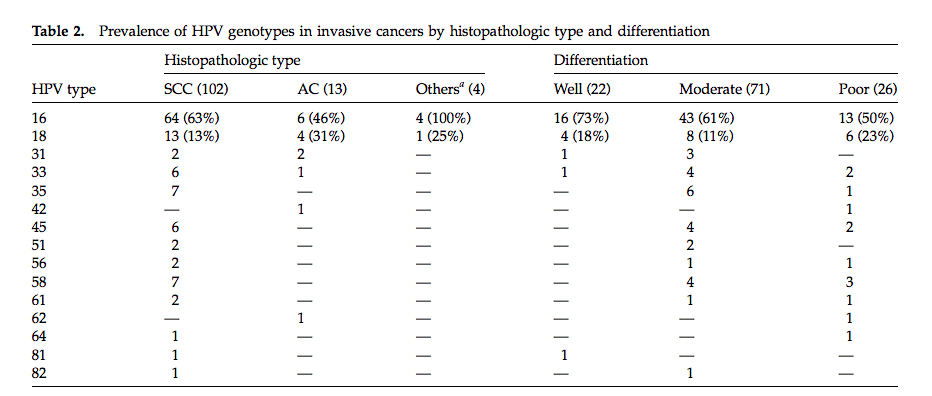 Table 2. Prevalence of HPV genotypes in invasive cancers by histopathologic type and differentiation
Histopathologic type Differentiation
HPV type SCC (102) AC (13) Others^a (4) Well (22) Moderate (71) Poor (26)
16 64 (63%) 6 (46%) 4 (100%) 16 (73%) 43 (61%) 13 (50%)
18 13 (13%) 4 (31%) 1 (25%) 4 (18%) 8 (11%) 6 (23%)
31 2 2 — 1 3 —
33 6 1 — 1 4 2
35 7 — — — 6 1
42 — 1 — — — 1
45 6 — — — 4 2
51 2 — — — 2 —
56 2 — — — 1 1
58 7 — — — 4 3
61 2 — — — 1 1
62 — 1 — — — 1
64 1 — — — — 1
81 1 — — 1 — —
82 1 — — — 1 —